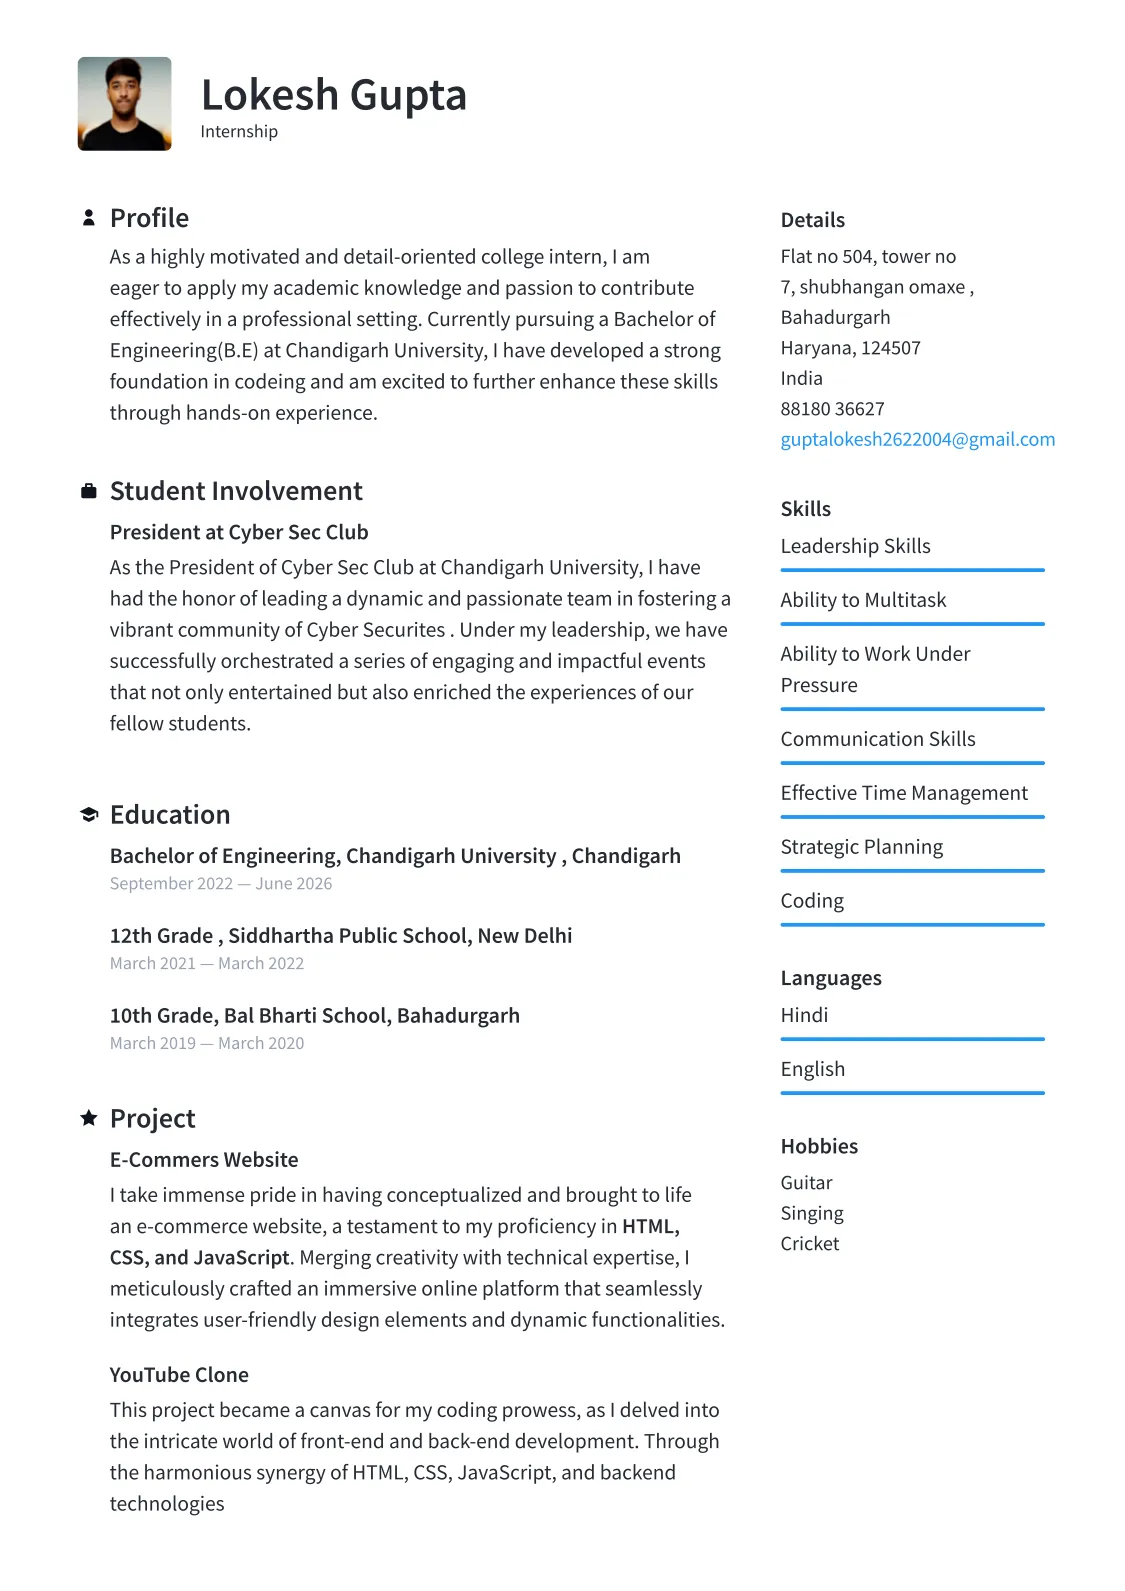 Lokesh Gupta
Internship
Profile
As a highly motivated and detail-oriented college intern, I am
eager to apply my academic knowledge and passion to contribute
effectively in a professional setting. Currently pursuing a Bachelor of
Engineering(B.E) at Chandigarh University, I have developed a strong
foundation in codeing and am excited to further enhance these skills
through hands-on experience.
Student Involvement
President at Cyber Sec Club
As the President of Cyber Sec Club at Chandigarh University, I have
had the honor of leading a dynamic and passionate team in fostering a
vibrant community of Cyber Securites . Under my leadership, we have
successfully orchestrated a series of engaging and impactful events
that not only entertained but also enriched the experiences of our
fellow students.
Education
Bachelor of Engineering, Chandigarh University , Chandigarh
September 2022 — June 2026
12th Grade , Siddhartha Public School, New Delhi
March 2021 — March 2022
10th Grade, Bal Bharti School, Bahadurgarh
March 2019 — March 2020
Project
E-Commers Website
I take immense pride in having conceptualized and brought to life
an e-commerce website, a testament to my proficiency in HTML,
CSS, and JavaScript. Merging creativity with technical expertise, I
meticulously crafted an immersive online platform that seamlessly
integrates user-friendly design elements and dynamic functionalities.
YouTube Clone
This project became a canvas for my coding prowess, as I delved into
the intricate world of front-end and back-end development. Through
the harmonious synergy of HTML, CSS, JavaScript, and backend
technologies
Details
Flat no 504, tower no
7, shubhangan omaxe ,
Bahadurgarh
Haryana, 124507
India
88180 36627
guptalokesh2622004@gmail.com
Skills
Leadership Skills
Ability to Multitask
Ability to Work Under
Pressure
Communication Skills
Effective Time Management
Strategic Planning
Coding
Languages
Hindi
English
Hobbies
Guitar
Singing
Cricket